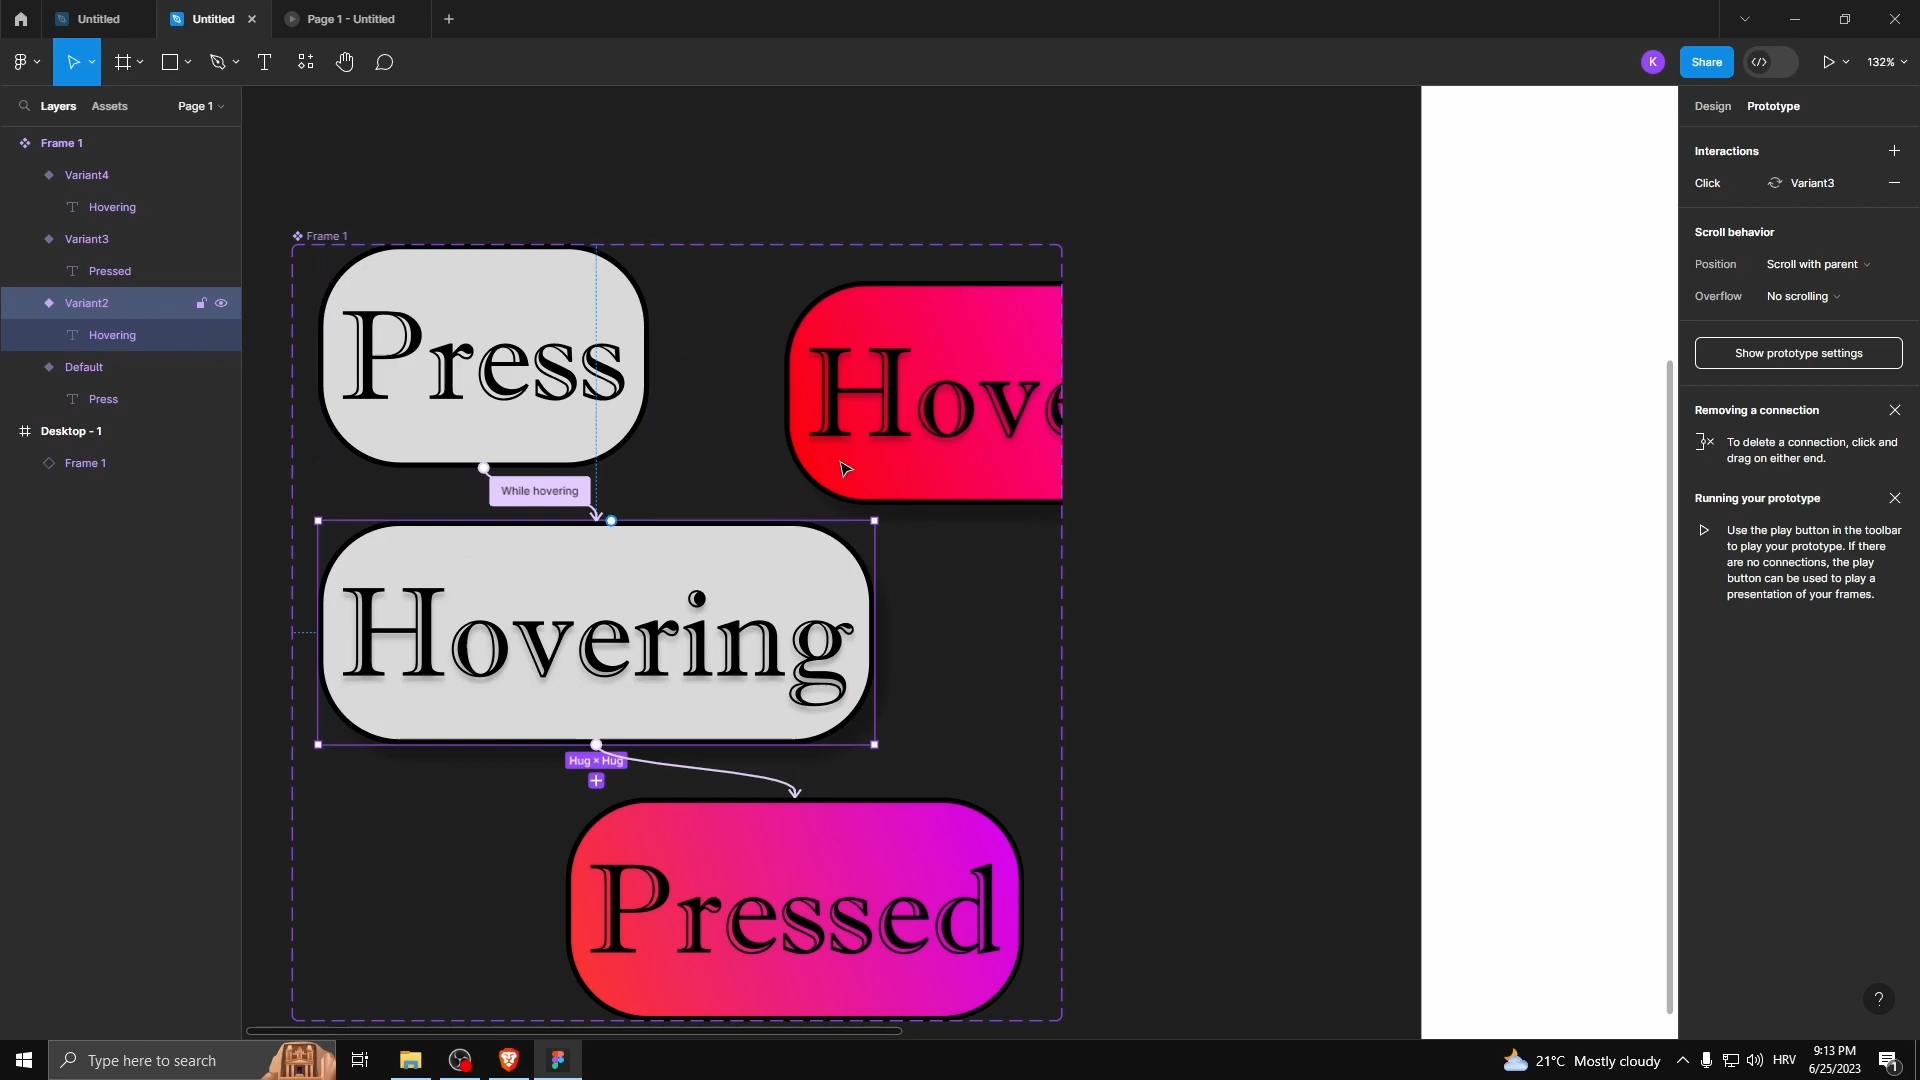 Untitled
Untitled
Page 1 - Untitled
K
Share
132%
Layers
Assets
Page 1
Frame 1
Variant4
Hovering
Variant3
Pressed
Variant2
Hovering
Default
Press
Desktop - 1
Frame 1
Frame 1
Press
Hove
While hovering
Hovering
Hug × Hug
Pressed
Design
Prototype
Interactions
Click
Variant3
Scroll behavior
Position
Scroll with parent
Overflow
No scrolling
Show prototype settings
Removing a connection
To delete a connection, click and
drag on either end.
Running your prototype
Use the play button in the toolbar
to play your prototype. If there
are no connections, the play
button can be used to play a
presentation of your frames.
?
Type here to search
21°C Mostly cloudy
HRV
9:13 PM
6/25/2023
1